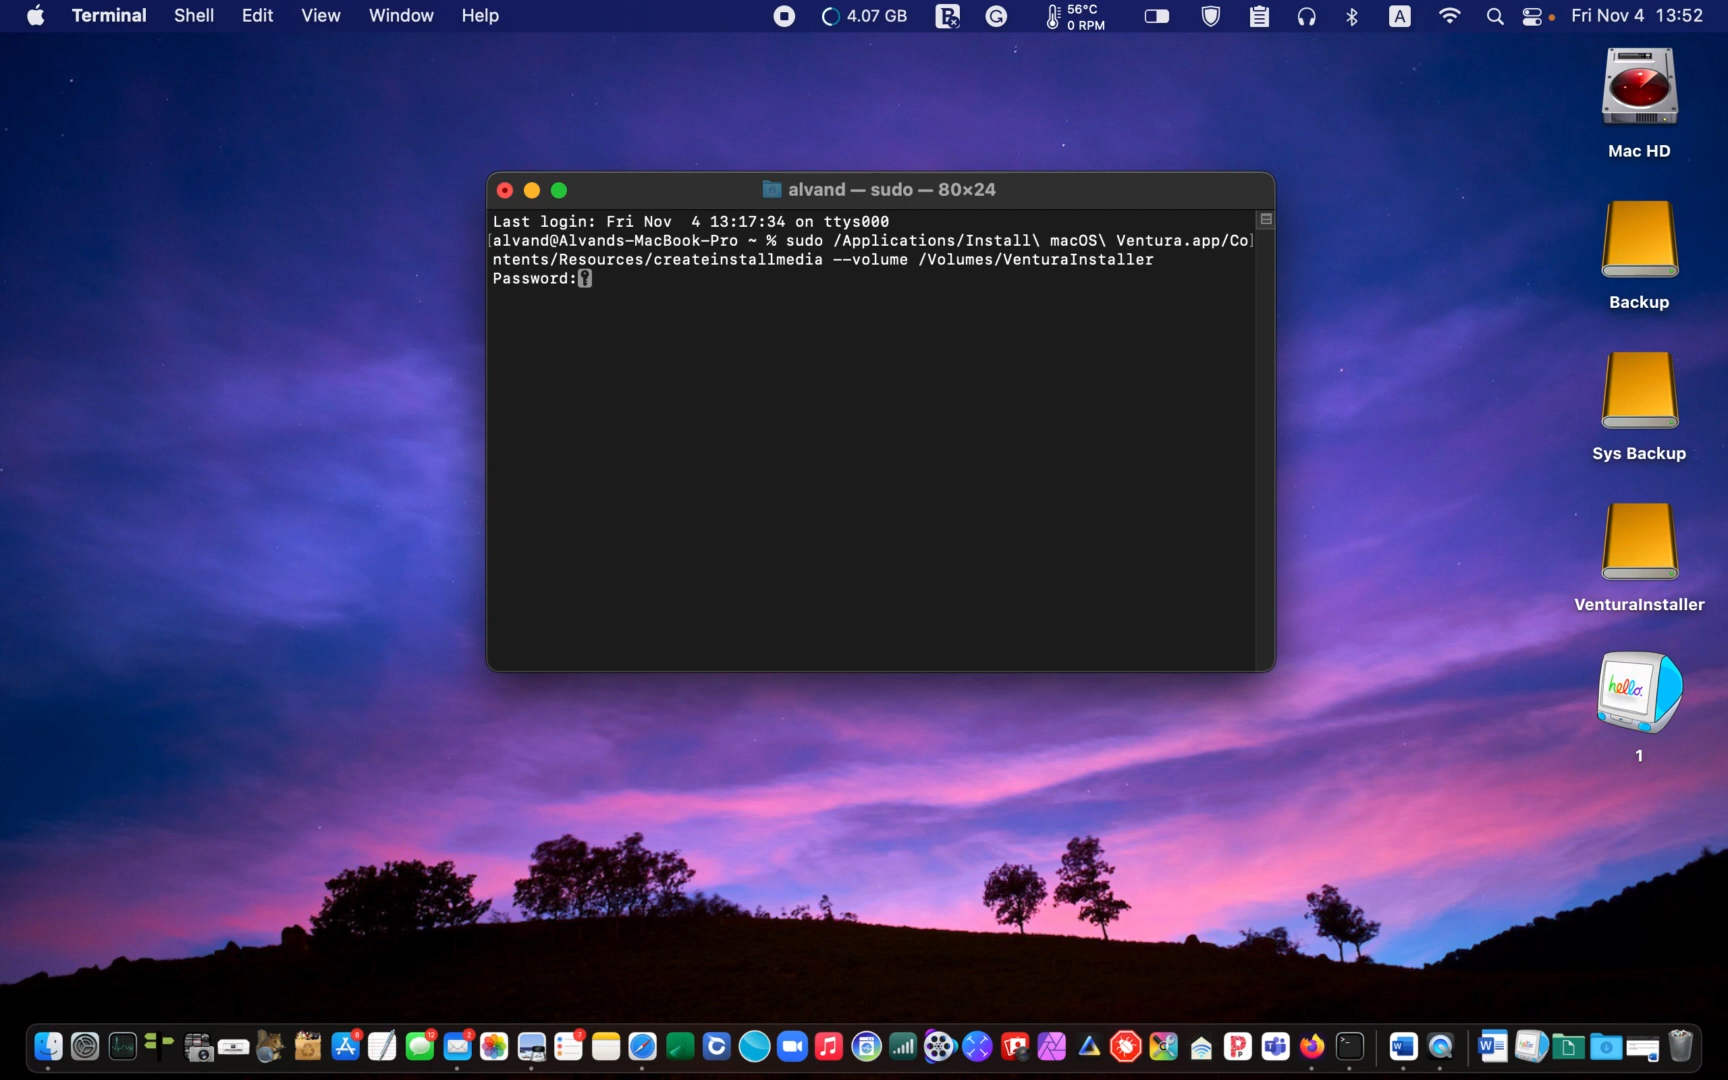 Terminal Shell Edit View Window Help 4.07 GB 56°C 0 RPM A Fri Nov 4 13:52
Mac HD
alvand — sudo — 80×24
Last login: Fri Nov  4 13:17:34 on ttys000
[alvand@Alvands-MacBook-Pro ~ % sudo /Applications/Install\ macOS\ Ventura.app/Co]
ntents/Resources/createinstallmedia --volume /Volumes/VenturaInstaller
Password:
Backup
Sys Backup
VenturaInstaller
hello.
1